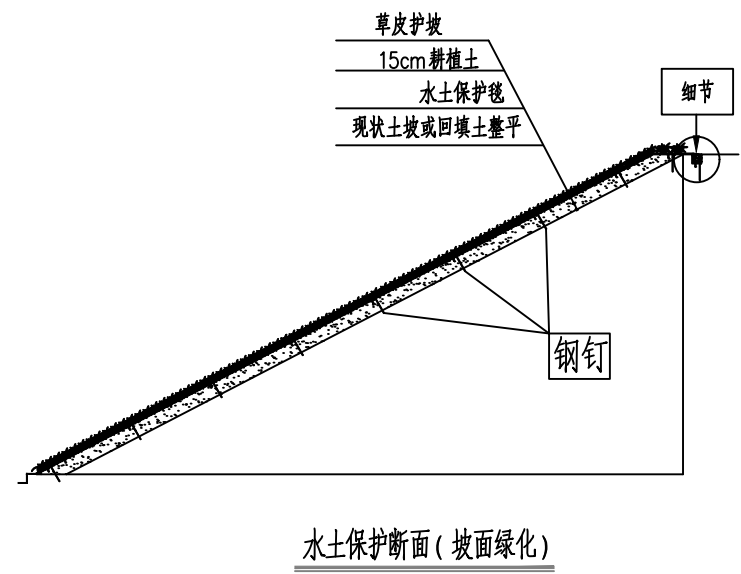 草皮护坡
15cm耕植土
水土保护毯
现状土坡或回填土整平
细节
钢钉
水土保护断面(坡面绿化)